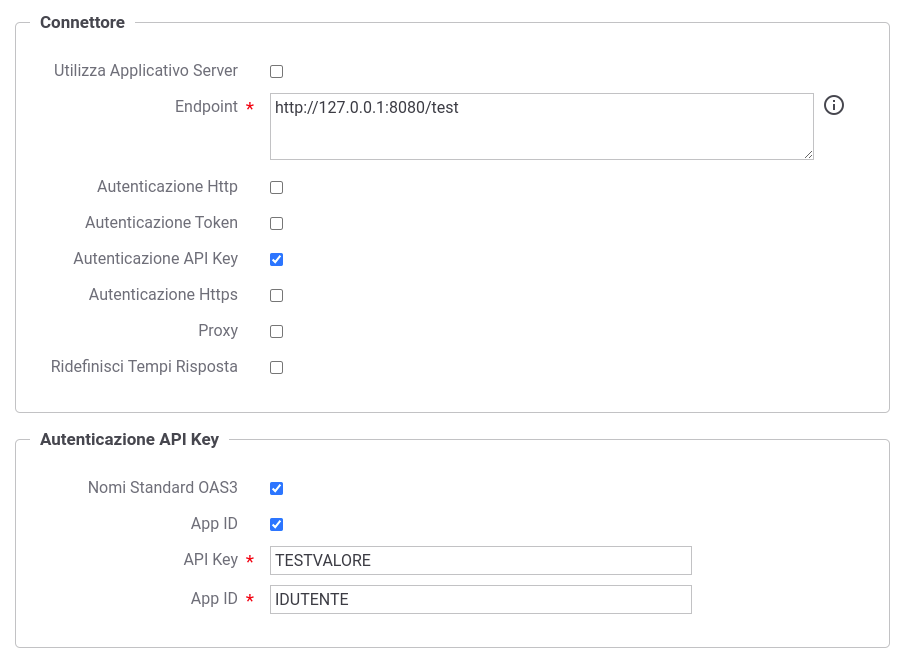 Connettore
Utilizza Applicativo Server
Endpoint * http://127.0.0.1:8080/test
Autenticazione Http
Autenticazione Token
Autenticazione API Key
Autenticazione Https
Proxy
Ridefinisci Tempi Risposta
Autenticazione API Key
Nomi Standard OAS3
App ID
API Key * TESTVALORE
App ID * IDUTENTE